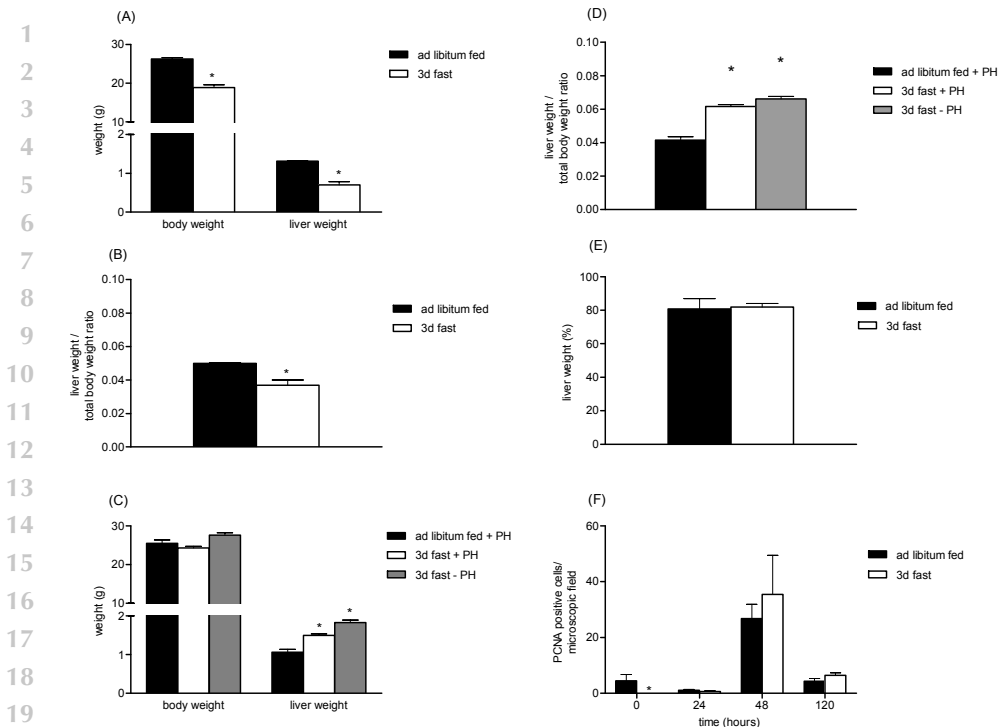 1
2
3
4
5
6
7
8
9
10
11
12
13
14
15
16
17
18
19
(A)
30
20
10
2
1
0
weight (g)
*
*
body weight
liver weight
ad libitum fed
3d fast
(B)
0.10
0.08
0.06
0.04
0.02
0.00
liver weight /
total body weight ratio
*
ad libitum fed
3d fast
(C)
30
20
10
2
1
0
weight (g)
*
*
body weight
liver weight
ad libitum fed + PH
3d fast + PH
3d fast - PH
(D)
0.10
0.08
0.06
0.04
0.02
0.00
liver weight /
total body weight ratio
*
*
ad libitum fed + PH
3d fast + PH
3d fast - PH
(E)
100
80
60
40
20
0
liver weight (%)
ad libitum fed
3d fast
(F)
60
40
20
0
PCNA positive cells/
microscopic field
*
0
24
48
120
time (hours)
ad libitum fed
3d fast